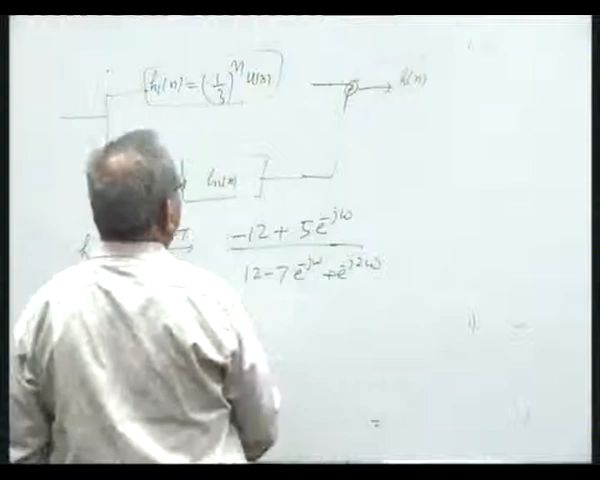 h₁(n) = (1/3)ⁿ u(n)
h(n)
h₂(n)
-12 + 5e^{-jω}
12 - 7e^{-jω} + e^{-j2ω}